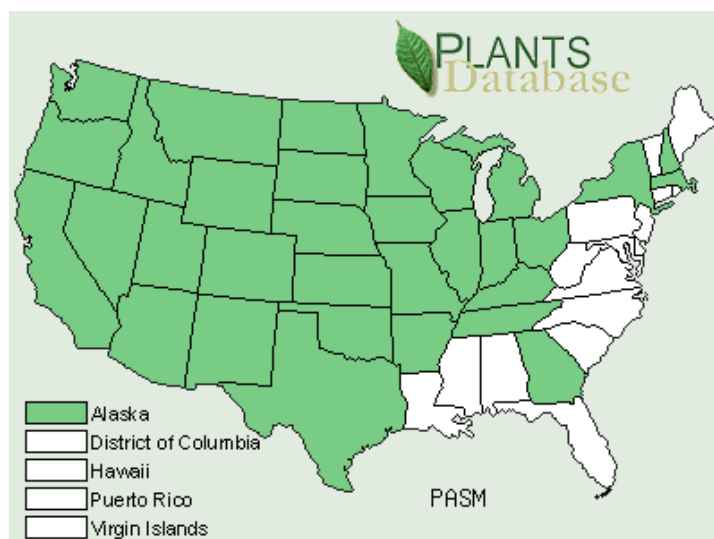 PLANTS
Database
Alaska
District of Columbia
Hawaii
Puerto Rico
Virgin Islands
PASM